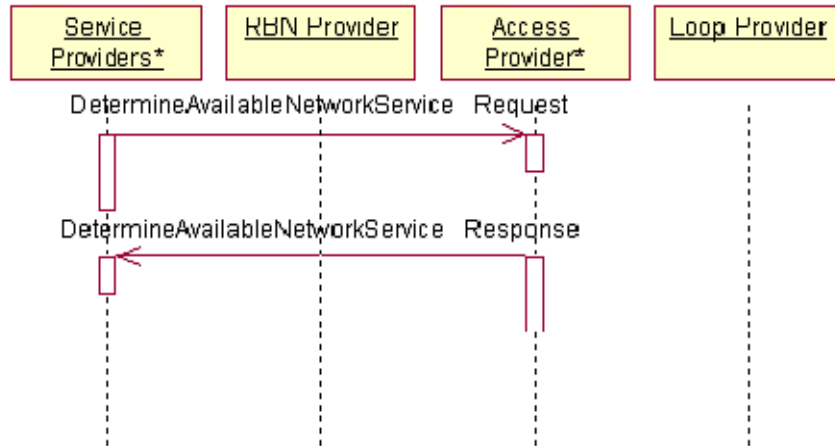 Service
Providers*
RBN Provider
Access
Provider*
Loop Provider
DetermineAvailableNetworkService Request
DetermineAvailableNetworkService Response